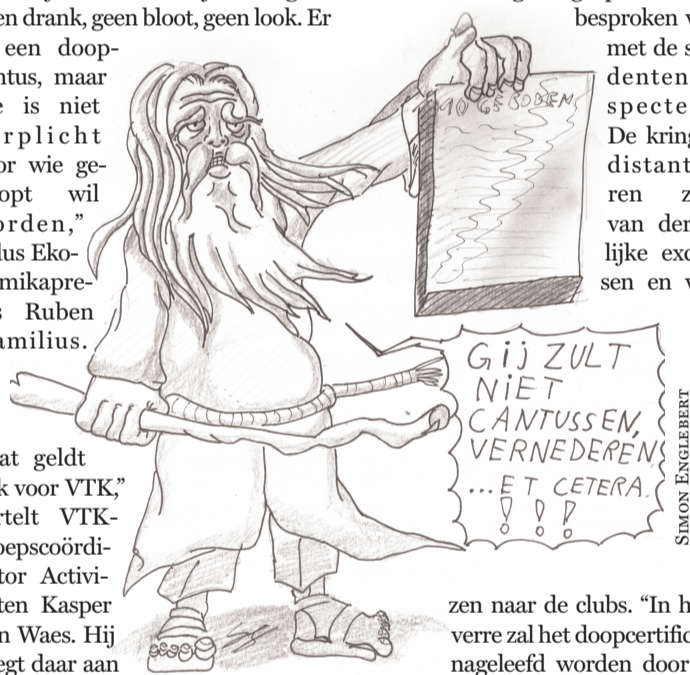 en drank, geen bloot, geen look. Er
een doop-
ntus, maar
e is niet
rplicht
or wie ge-
opt wil
orden,"
lus Eko-
mikapre-
s Ruben
amilius.
at geldt
k voor VTK,"
rtelt VTK-
oepscoördi-
tor Activi-
ten Kasper
n Waes. Hij
egt daar aan
10 GEBODEN
GIJ ZULT
NIET
CANTUSSEN,
VERNEDEREN
...ET CETERA.
!!!
SIMON ENGLEBERT
besproken v
met de s
denten
specte
De kring
distant
ren z
van der
lijke exc
sen en v
zen naar de clubs. "In h
verre zal het doopcertific
nageleefd worden door